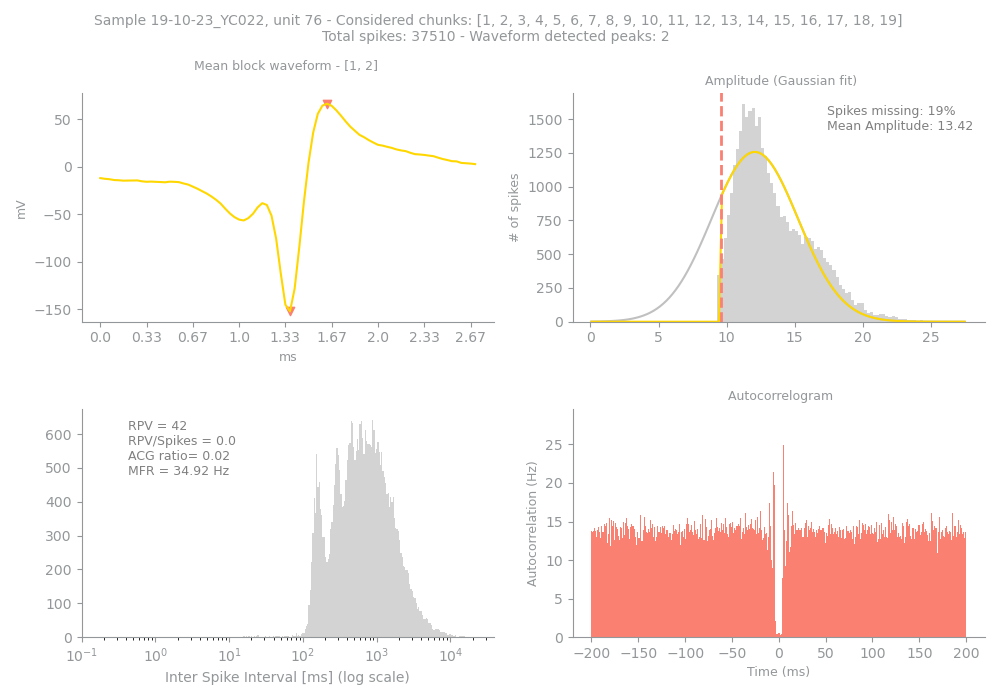 Sample 19-10-23_YC022, unit 76 - Considered chunks: [1, 2, 3, 4, 5, 6, 7, 8, 9, 10, 11, 12, 13, 14, 15, 16, 17, 18, 19]
Total spikes: 37510 - Waveform detected peaks: 2
Mean block waveform - [1, 2]
50
0
−50
−100
−150
mV
0.0 0.33 0.67 1.0 1.33 1.67 2.0 2.33 2.67
ms
Amplitude (Gaussian fit)
Spikes missing: 19%
Mean Amplitude: 13.42
1500
1250
1000
750
500
250
0
# of spikes
0 5 10 15 20 25
RPV = 42
RPV/Spikes = 0.0
ACG ratio= 0.02
MFR = 34.92 Hz
600
500
400
300
200
100
0
10⁻¹ 10⁰ 10¹ 10² 10³ 10⁴
Inter Spike Interval [ms] (log scale)
Autocorrelogram
25
20
15
10
5
0
Autocorrelation (Hz)
−200 −150 −100 −50 0 50 100 150 200
Time (ms)